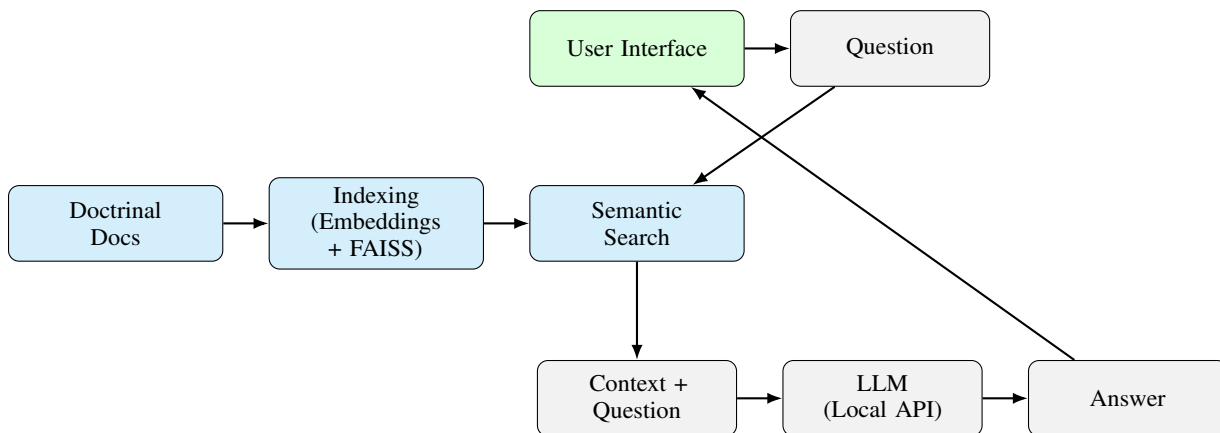 User Interface
Question
Doctrinal
Docs
Indexing
(Embeddings
+ FAISS)
Semantic
Search
Context +
Question
LLM
(Local API)
Answer